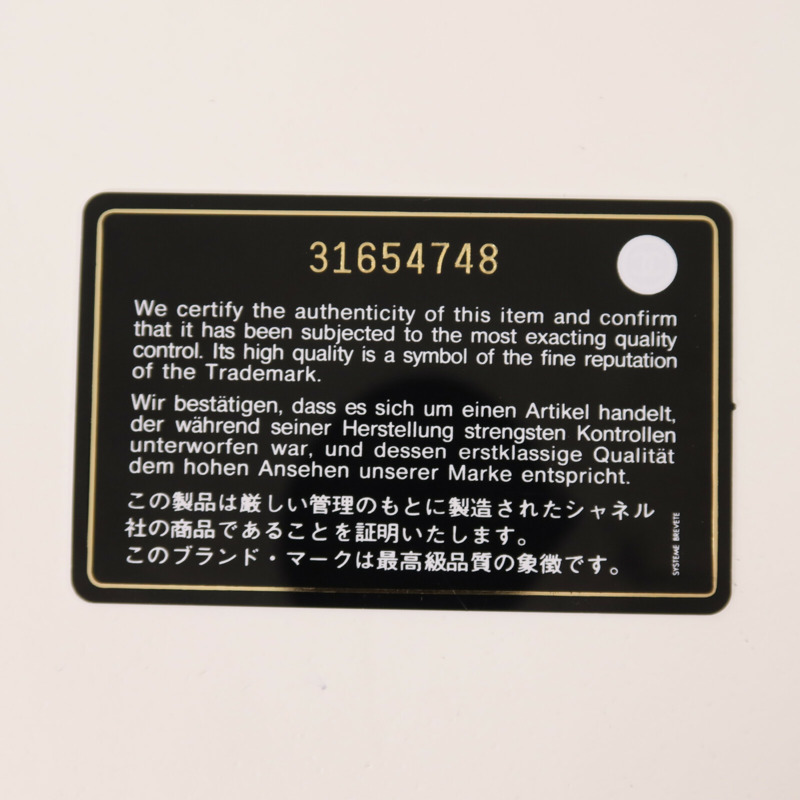 31654748
We certify the authenticity of this item and confirm
that it has been subjected to the most exacting quality
control. Its high quality is a symbol of the fine reputation
of the Trademark.
Wir bestätigen, dass es sich um einen Artikel handelt,
der während seiner Herstellung strengsten Kontrollen
unterworfen war, und dessen erstklassige Qualität
dem hohen Ansehen unserer Marke entspricht.
この製品は厳しい管理のもとに製造されたシャネル
社の商品であることを証明いたします。
このブランド・マークは最高級品質の象徴です。
SYSTEME BREVETE